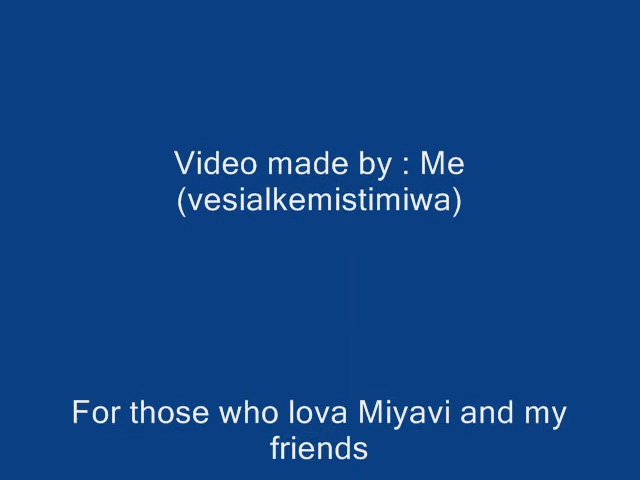 Video made by : Me
(vesialkemistimiwa)
For those who lova Miyavi and my
friends